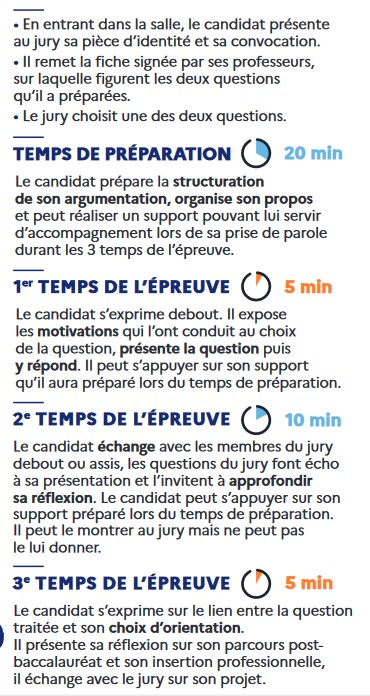 • En entrant dans la salle, le candidat présente
au jury sa pièce d'identité et sa convocation.
• Il remet la fiche signée par ses professeurs,
sur laquelle figurent les deux questions
qu'il a préparées.
• Le jury choisit une des deux questions.
TEMPS DE PRÉPARATION 20 min
Le candidat prépare la structuration
de son argumentation, organise son propos
et peut réaliser un support pouvant lui servir
d'accompagnement lors de sa prise de parole
durant les 3 temps de l'épreuve.
1er TEMPS DE L'ÉPREUVE 5 min
Le candidat s'exprime debout. Il expose
les motivations qui l'ont conduit au choix
de la question, présente la question puis
y répond. Il peut s'appuyer sur son support
qu'il aura préparé lors du temps de préparation.
2e TEMPS DE L'ÉPREUVE 10 min
Le candidat échange avec les membres du jury
debout ou assis, les questions du jury font écho
à sa présentation et l'invitent à approfondir
sa réflexion. Le candidat peut s'appuyer sur son
support préparé lors du temps de préparation.
Il peut le montrer au jury mais ne peut pas
le lui donner.
3e TEMPS DE L'ÉPREUVE 5 min
Le candidat s'exprime sur le lien entre la question
traitée et son choix d'orientation.
Il présente sa réflexion sur son parcours post-
baccalauréat et son insertion professionnelle,
il échange avec le jury sur son projet.